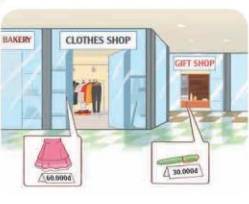 BAKERY
CLOTHES SHOP
GIFT SHOP
60.000đ
30.000đ